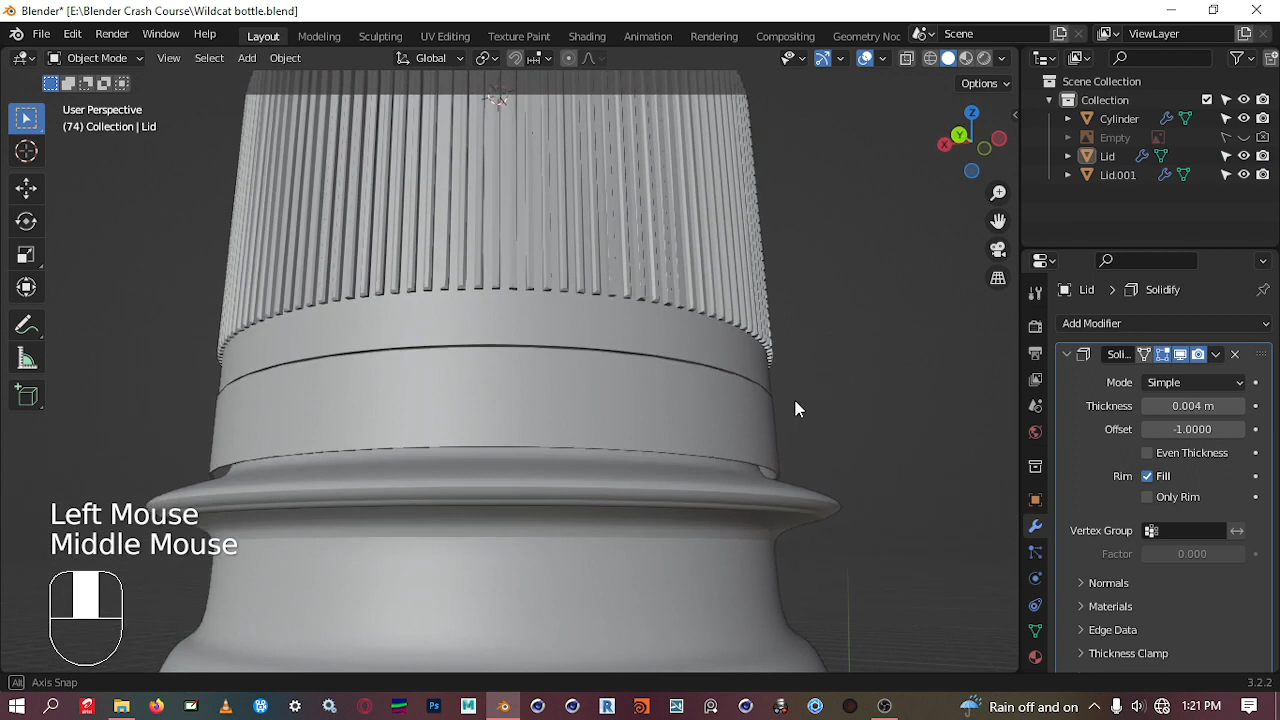 Blender* [E:\Blender Crash Course\Wildcat bottle.blend]
File Edit Render Window Help Layout Modeling Sculpting UV Editing Texture Paint Shading Animation Rendering Compositing Geometry Noc Scene ViewLayer
Object Mode View Select Add Object Global
Options
User Perspective
(74) Collection | Lid
Z
Y
X
Scene Collection
Collection
Cylinder
Empty
Lid
Lid.001
Lid > Solidify
Add Modifier
Soli...
Mode Simple
Thickness 0.004 m
Offset -1.0000
Even Thickness
Rim Fill
Only Rim
Vertex Group
Factor 0.000
Normals
Materials
Edge Data
Thickness Clamp
Left Mouse
Middle Mouse
Alt Axis Snap 3.2.2
Rain off and on 1:21 AM